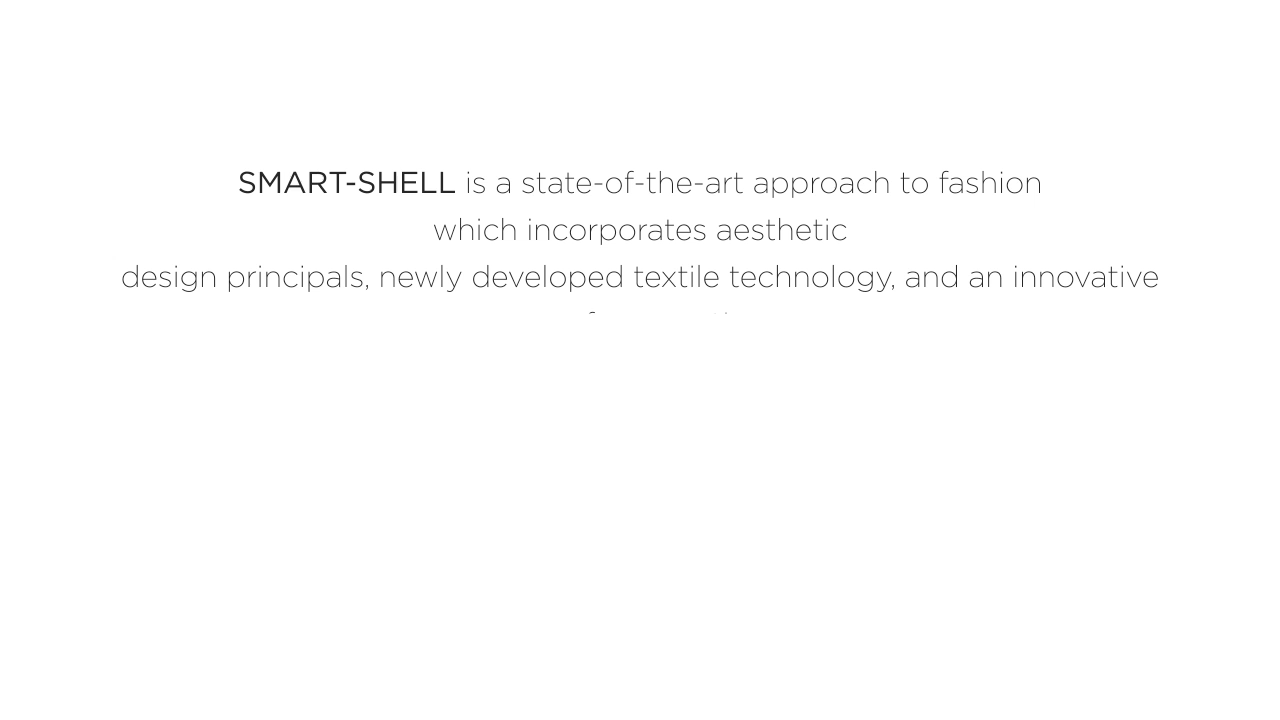 SMART-SHELL is a state-of-the-art approach to fashion
which incorporates aesthetic
design principals, newly developed textile technology, and an innovative